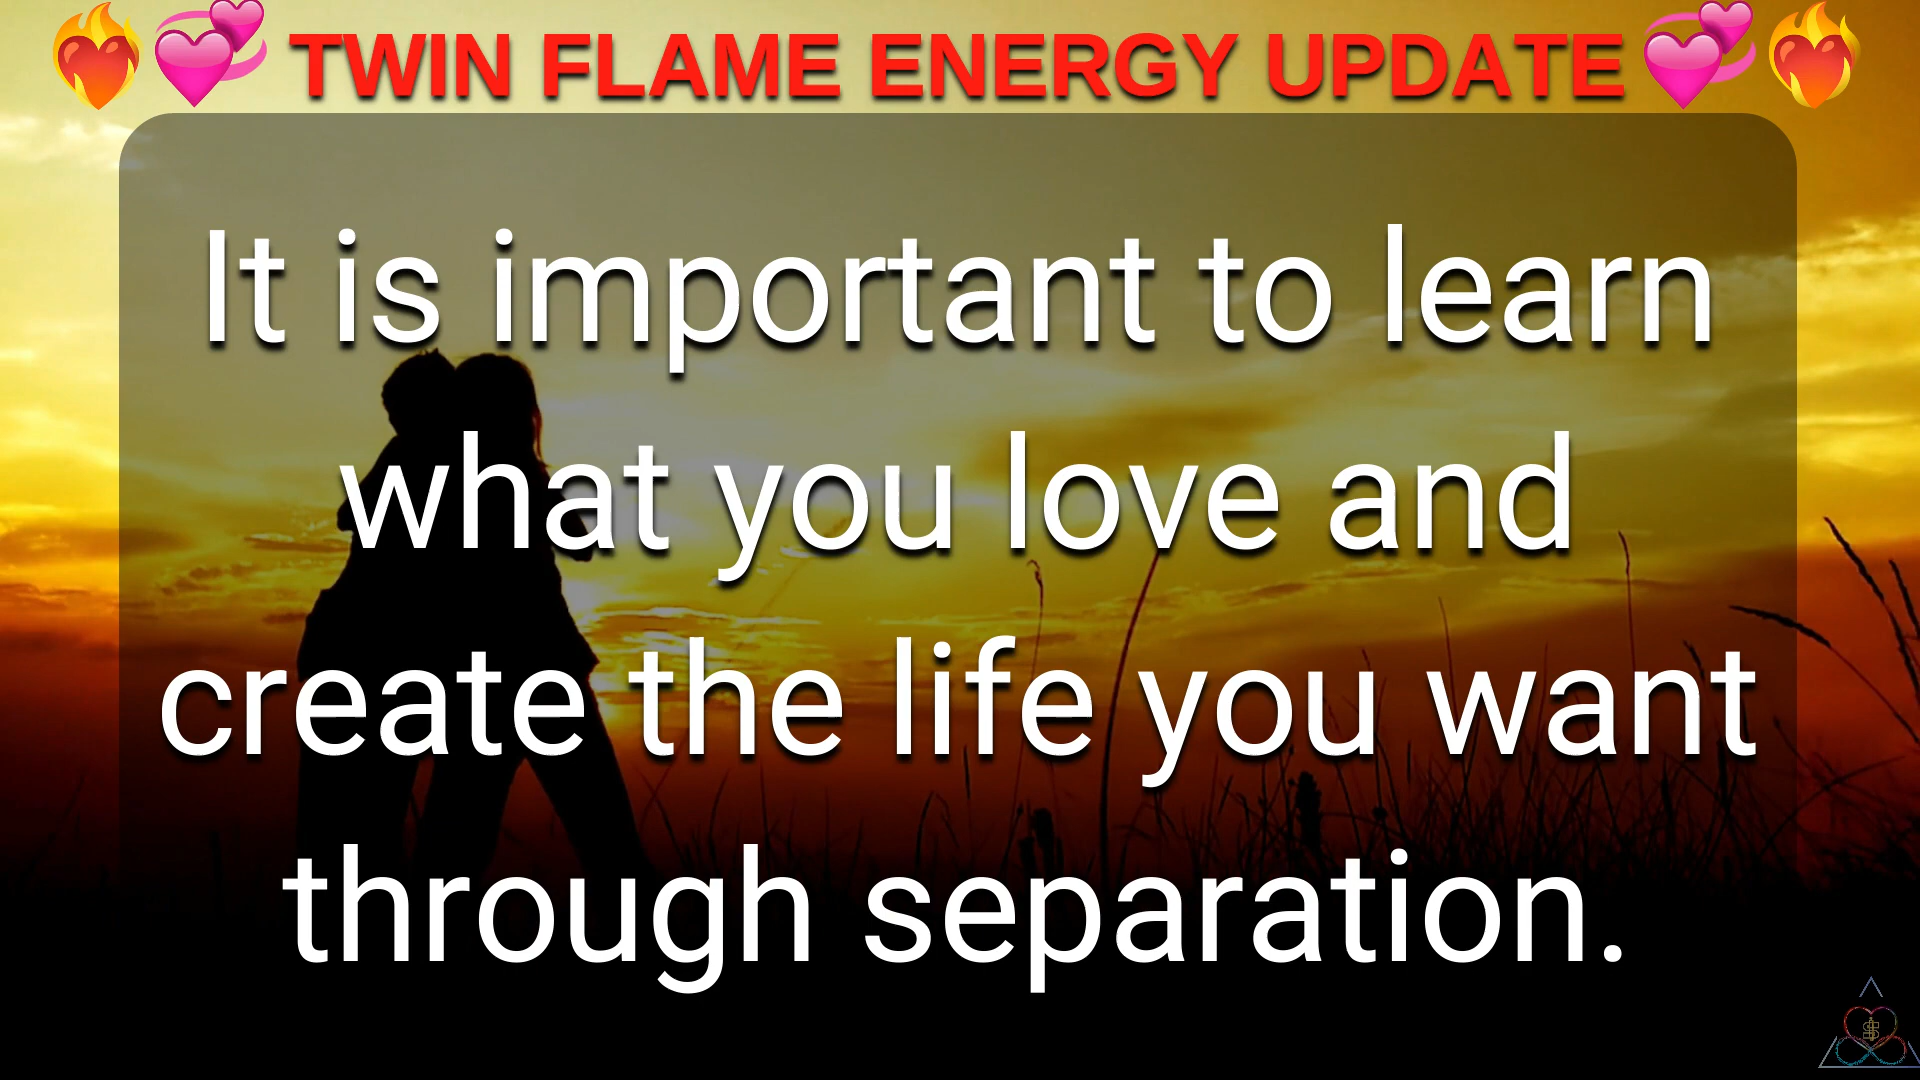 ❤️‍🔥💞 TWIN FLAME ENERGY UPDATE 💞❤️‍🔥
It is important to learn
what you love and
create the life you want
through separation.